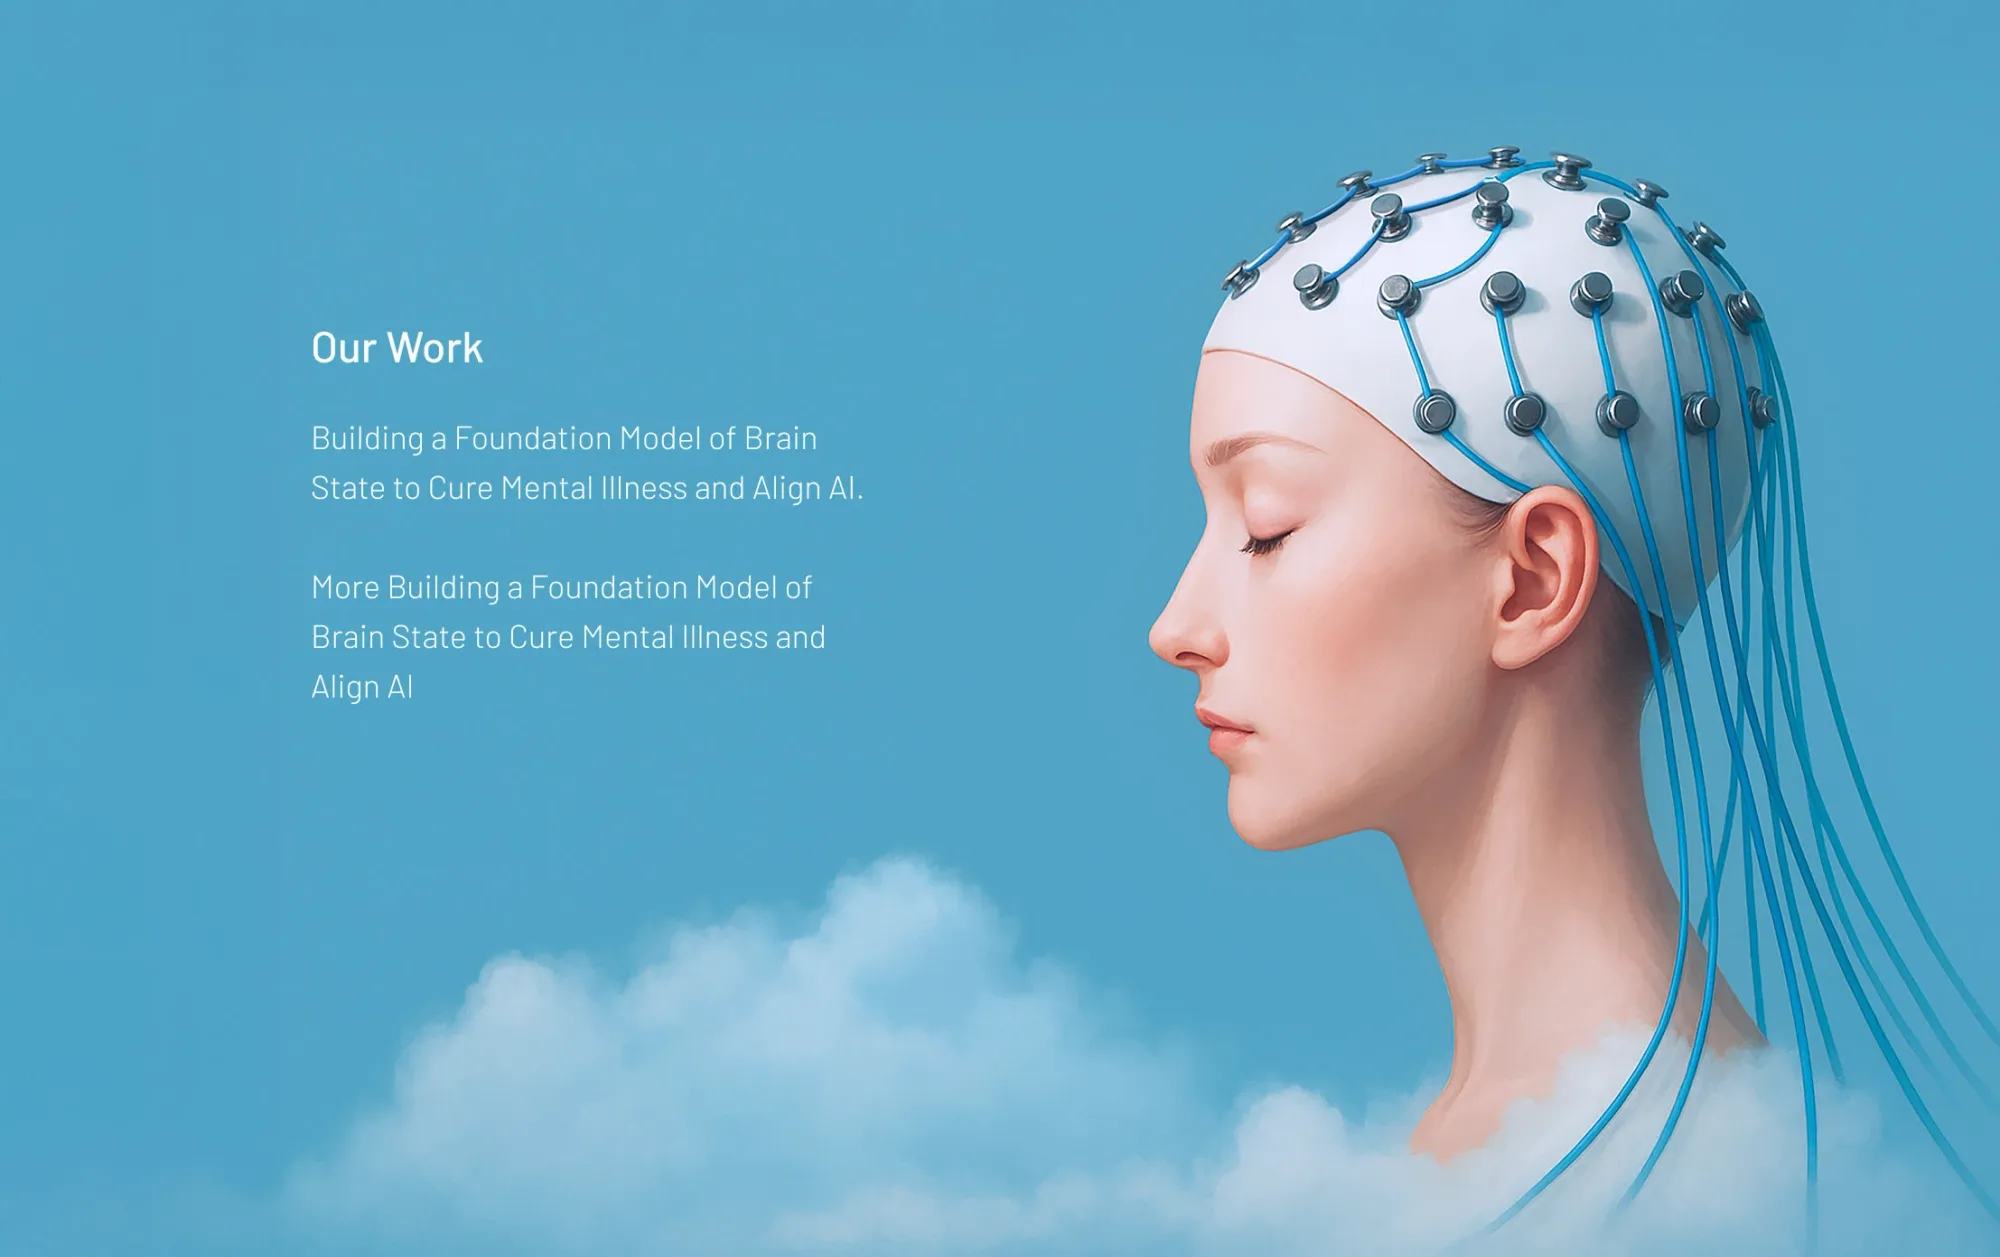 Our Work
Building a Foundation Model of Brain
State to Cure Mental Illness and Align AI.
More Building a Foundation Model of
Brain State to Cure Mental Illness and
Align AI